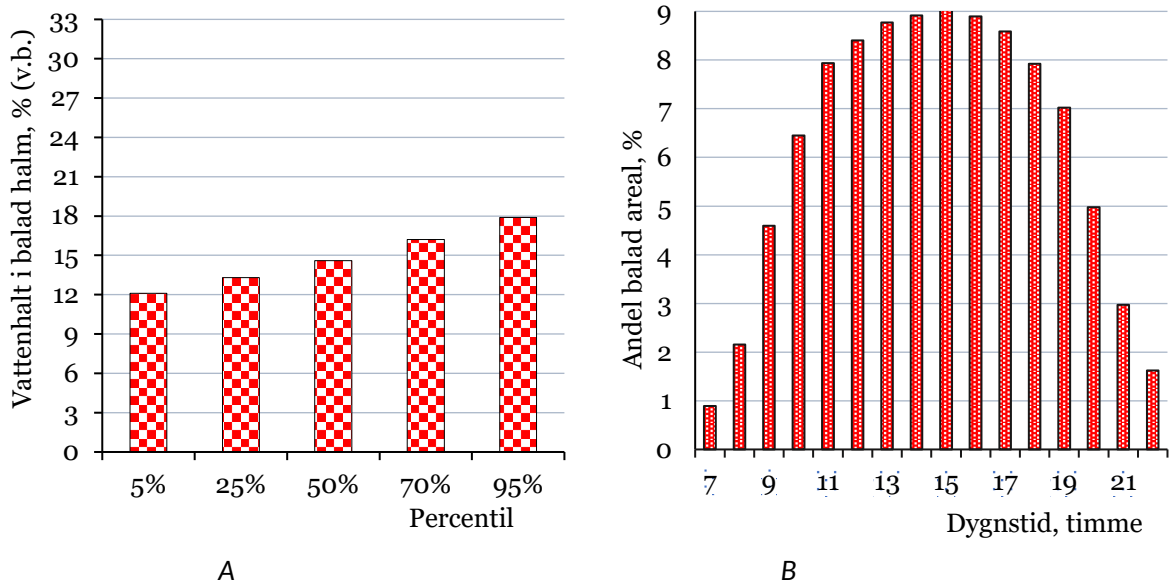 Vattenhalt i balad halm, % (v.b.)
33
30
27
24
21
18
15
12
9
6
3
0
5% 25% 50% 70% 95%
Percentil
A
Andel balad areal, %
9
8
7
6
5
4
3
2
1
0
7 9 11 13 15 17 19 21
Dygnstid, timme
B